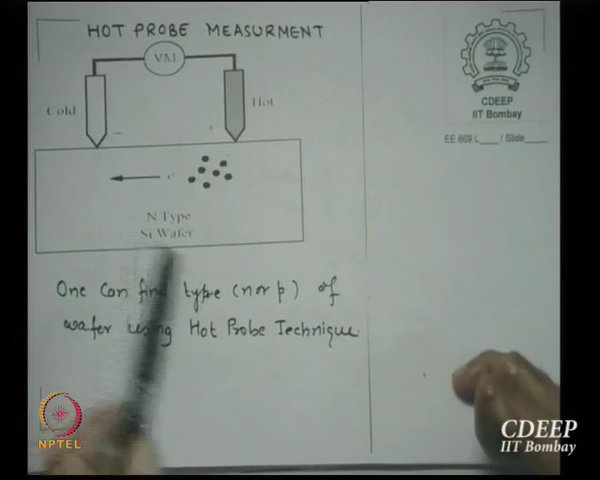 HOT PROBE MEASURMENT
VM
Cold
Hot
- +
e
N Type
Si Wafer
One Can find type (n or p) of
wafer using Hot Probe Technique.
CDEEP
IIT Bombay
EE 669 L___ / Slide____
NPTEL
CDEEP
IIT Bombay